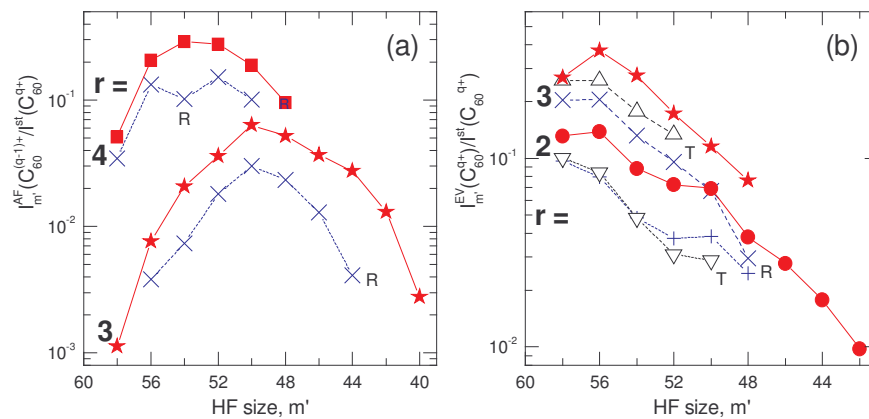 (a)
I_{m'}^{AF}(C_{60}^{(q-1)+})/I^{st}(C_{60}^{q+})
10^{-1}
10^{-2}
10^{-3}
r =
4
3
R
R
R
60 56 52 48 44 40
HF size, m'
(b)
I_{m'}^{EV}(C_{60}^{q+})/I^{st}(C_{60}^{q+})
10^{-1}
10^{-2}
3
2
r =
T
T
R
60 56 52 48 44
HF size, m'